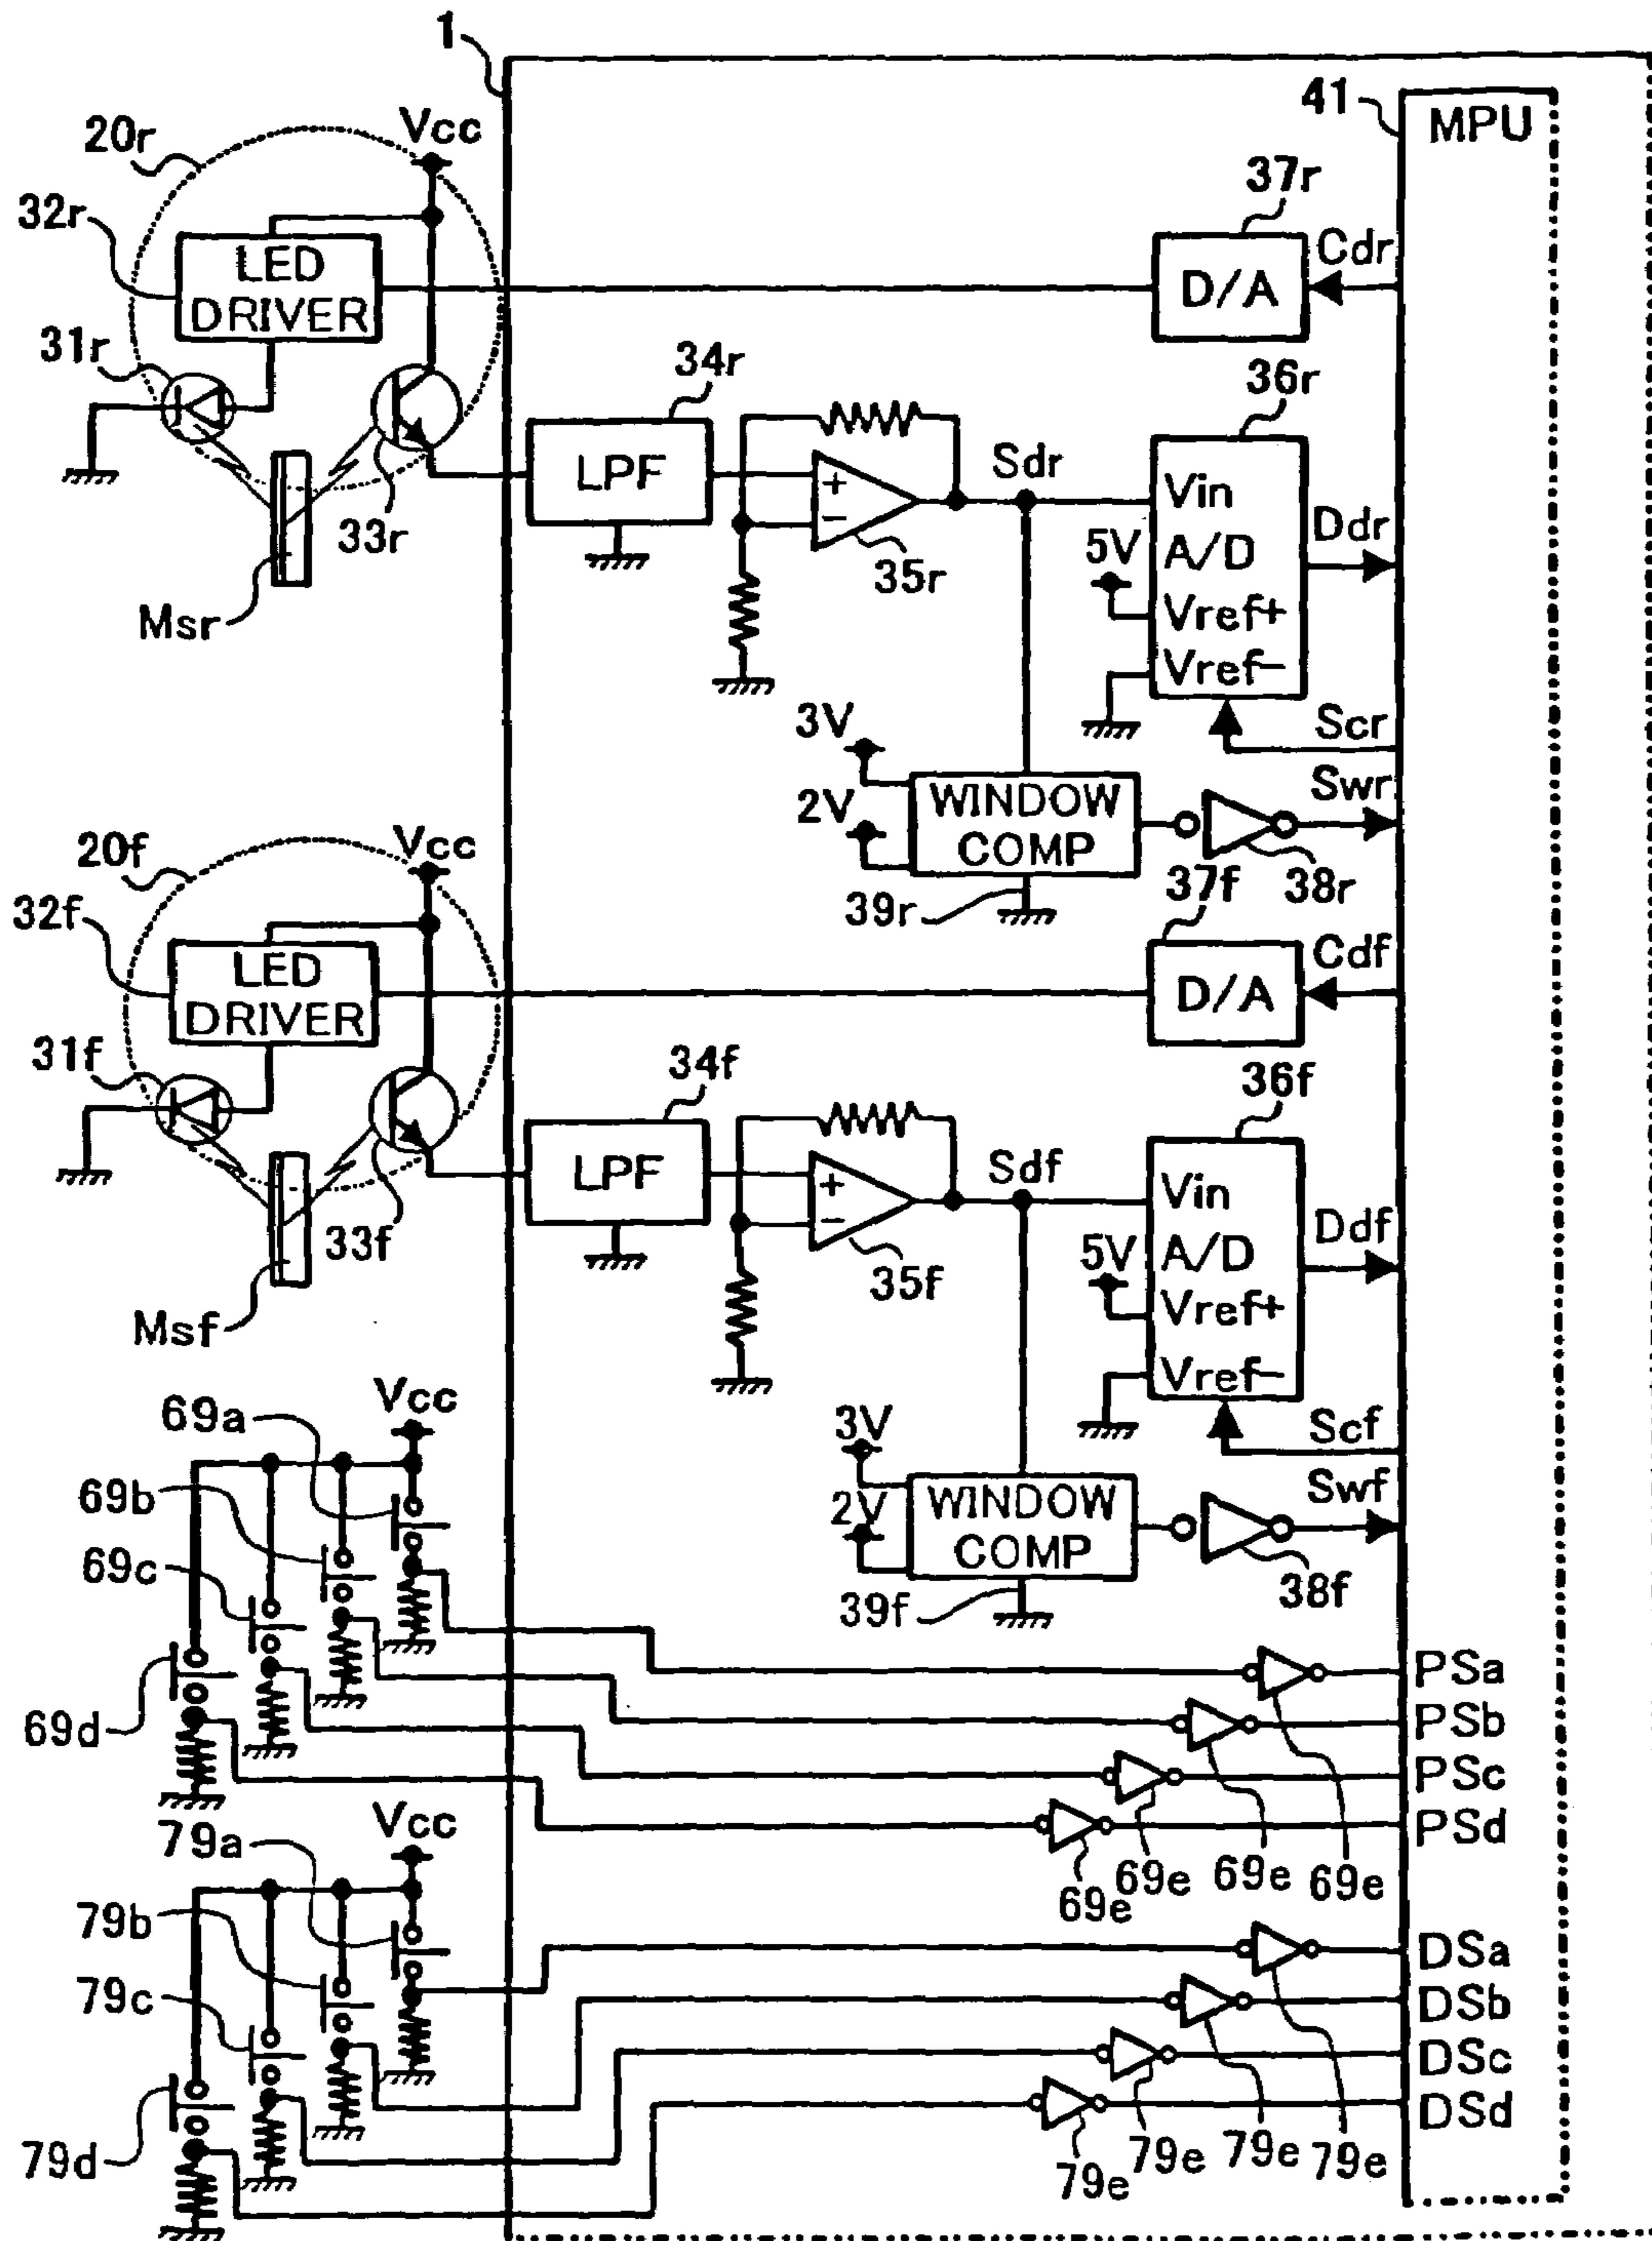 1
41
MPU
20r
Vcc
37r
32r
LED
DRIVER
D/A
Cdr
31r
34r
36r
LPF
+
−
Sdr
Vin
A/D
Vref+
Vref−
5V
Ddr
33r
35r
Msr
3V
2V
WINDOW
COMP
Scr
Swr
39r
38r
20f
Vcc
37f
32f
LED
DRIVER
D/A
Cdf
31f
34f
36f
LPF
+
−
Sdf
Vin
A/D
Vref+
Vref−
5V
Ddf
33f
35f
Msf
3V
2V
WINDOW
COMP
Scf
Swf
39f
38f
Vcc
69a
69b
69c
69d
PSa
PSb
PSc
PSd
69e
69e
69e
69e
Vcc
79a
79b
79c
79d
DSa
DSb
DSc
DSd
79e
79e
79e
79e